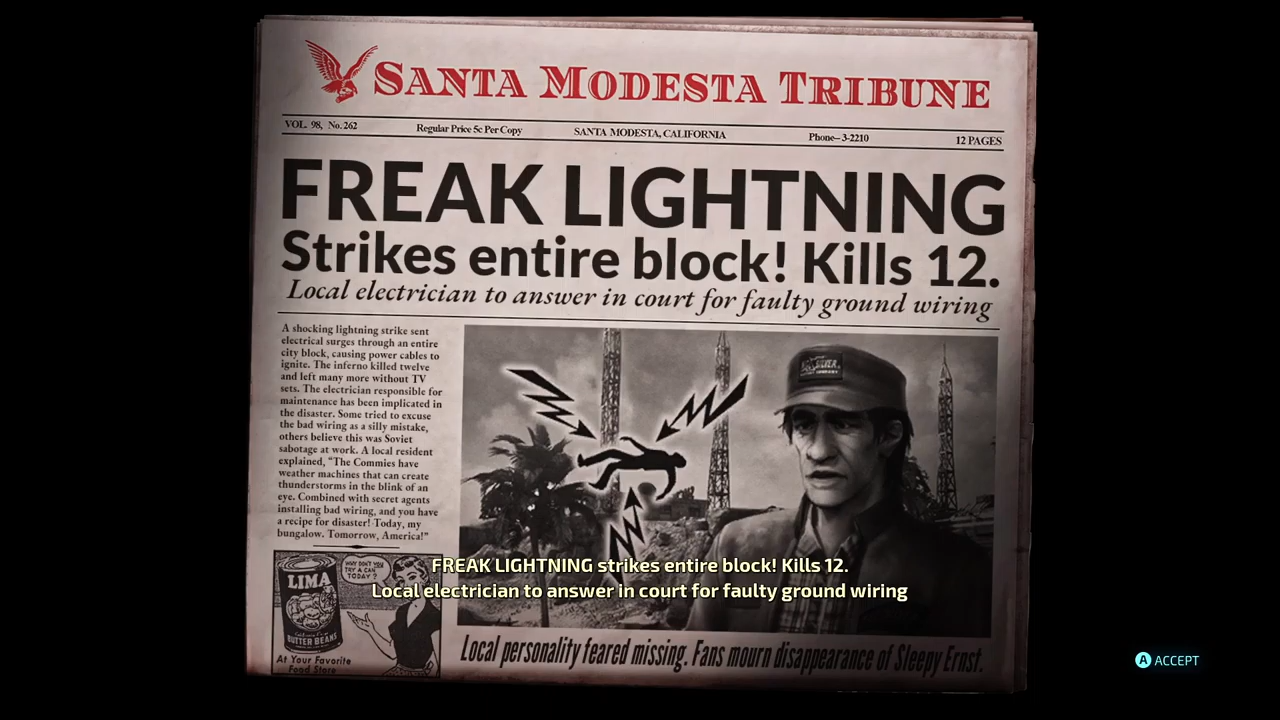 SANTA MODESTA TRIBUNE
VOL. 98, No. 262 Regular Price 5c Per Copy SANTA MODESTA, CALIFORNIA Phone–3-2210 12 PAGES
FREAK LIGHTNING
Strikes entire block! Kills 12.
Local electrician to answer in court for faulty ground wiring
A shocking lightning strike sent
electrical surges through an entire
city block, causing power cables to
ignite. The inferno killed twelve
and left many more without TV
sets. The electrician responsible for
maintenance has been implicated in
the disaster. Some tried to excuse
the bad wiring as a silly mistake,
others believe this was Soviet
sabotage at work. A local resident
explained, “The Commies have
weather machines that can create
thunderstorms in the blink of an
eye. Combined with secret agents
installing bad wiring, and you have
a recipe for disaster! Today, my
bungalow. Tomorrow, America!”
LIMA
BUTTER BEANS
WHY DON'T YOU
TRY A CAN
TODAY?
At Your Favorite
Food Store
FREAK LIGHTNING strikes entire block! Kills 12.
Local electrician to answer in court for faulty ground wiring
Local personality feared missing. Fans mourn disappearance of Sleepy Ernst.
A ACCEPT